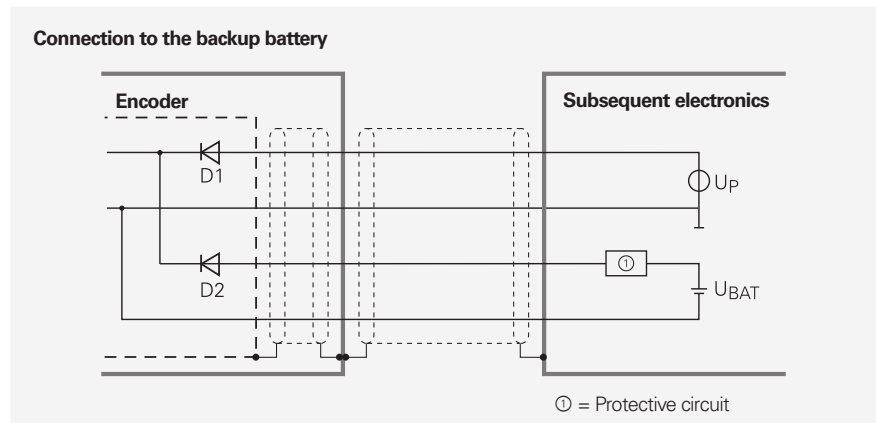 Connection to the backup battery
Encoder
Subsequent electronics
D1
UP
①
D2
UBAT
① = Protective circuit